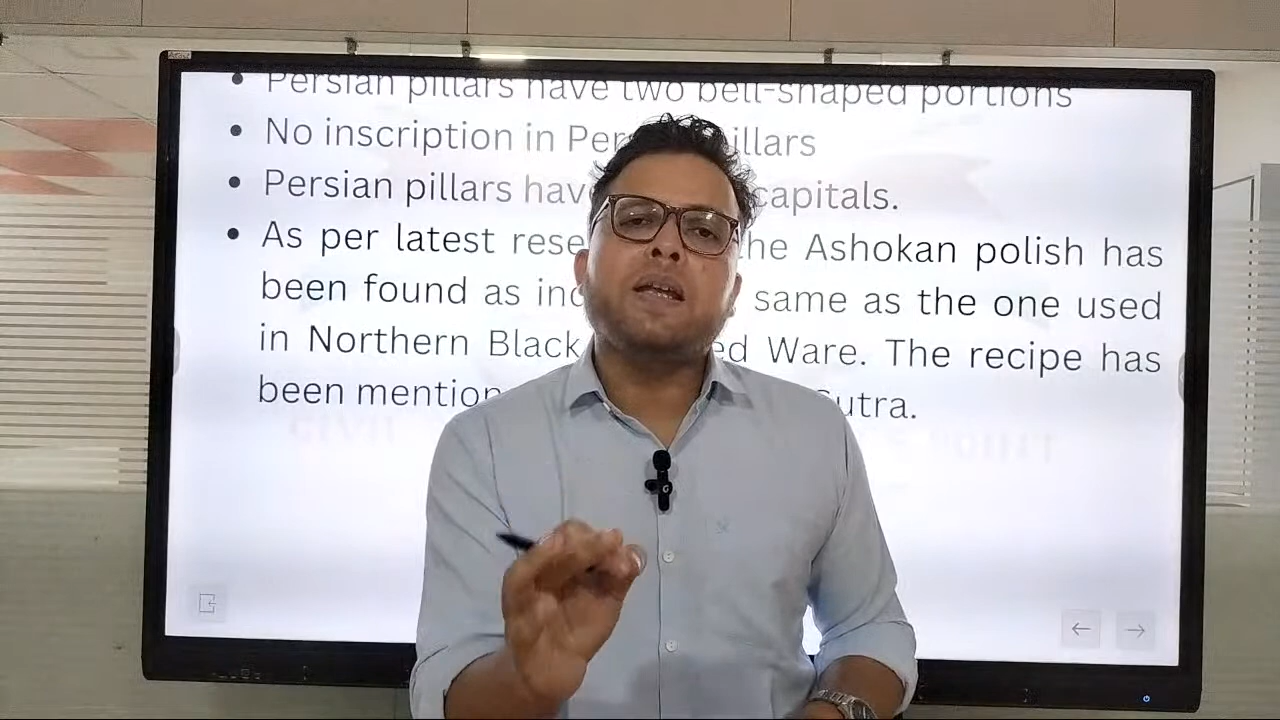 • Persian pillars have two bell-shaped portions
• No inscription in Per illars
• Persian pillars hav capitals.
• As per latest rese he Ashokan polish has
been found as inc same as the one used
in Northern Black ed Ware. The recipe has
been mention Sutra.